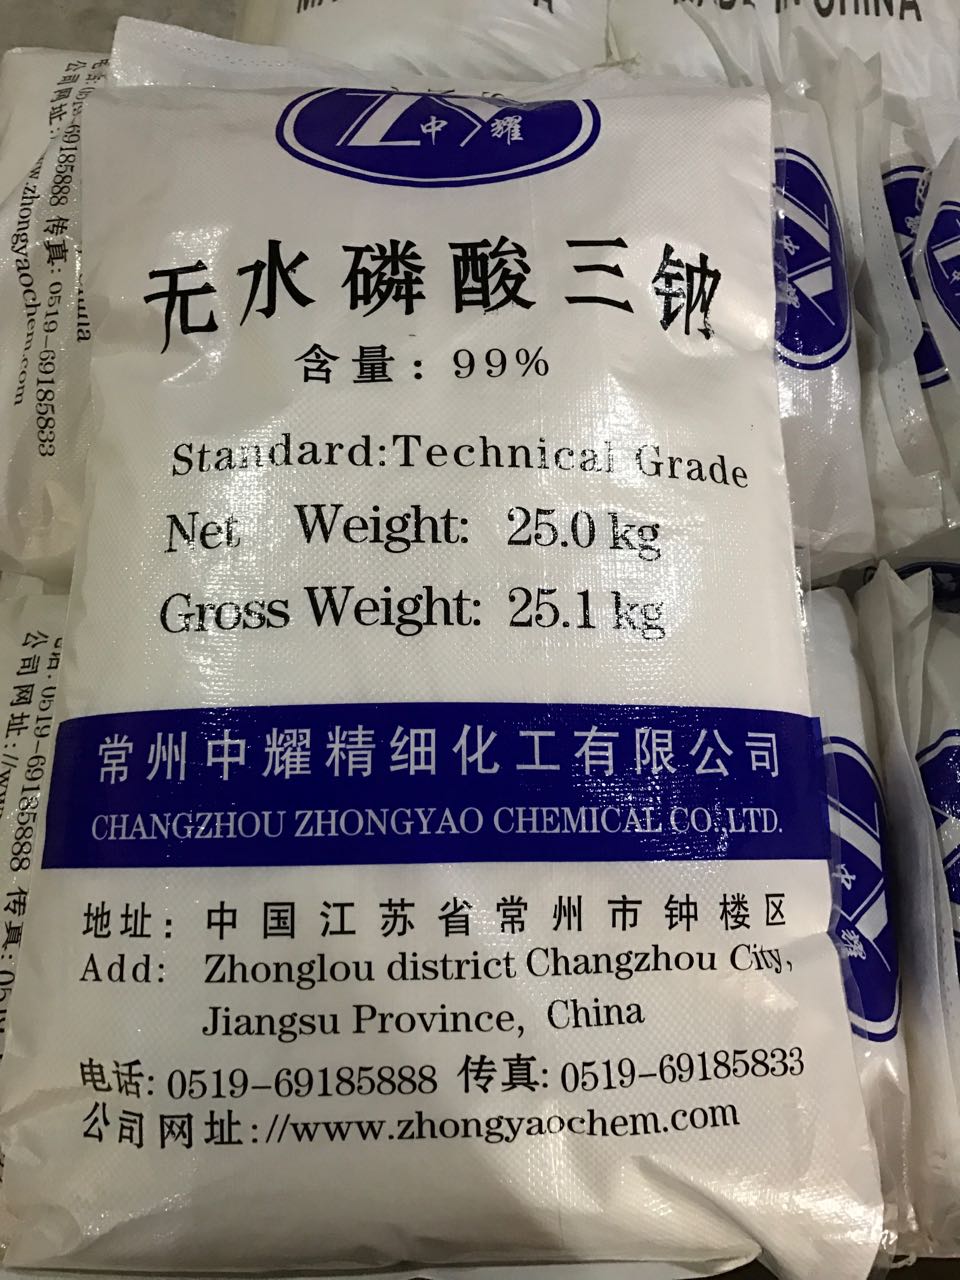 MADE IN CHINA
ZY
中 耀
无水磷酸三钠
含量: 99%
Standard:Technical Grade
Net Weight: 25.0 kg
Gross Weight: 25.1 kg
常州中耀精细化工有限公司
CHANGZHOU ZHONGYAO CHEMICAL CO.,LTD.
地址: 中国江苏省常州市钟楼区
Add: Zhonglou district Changzhou City,
Jiangsu Province, China
电话: 0519-69185888 传真: 0519-69185833
公司网址://www.zhongyaochem.com